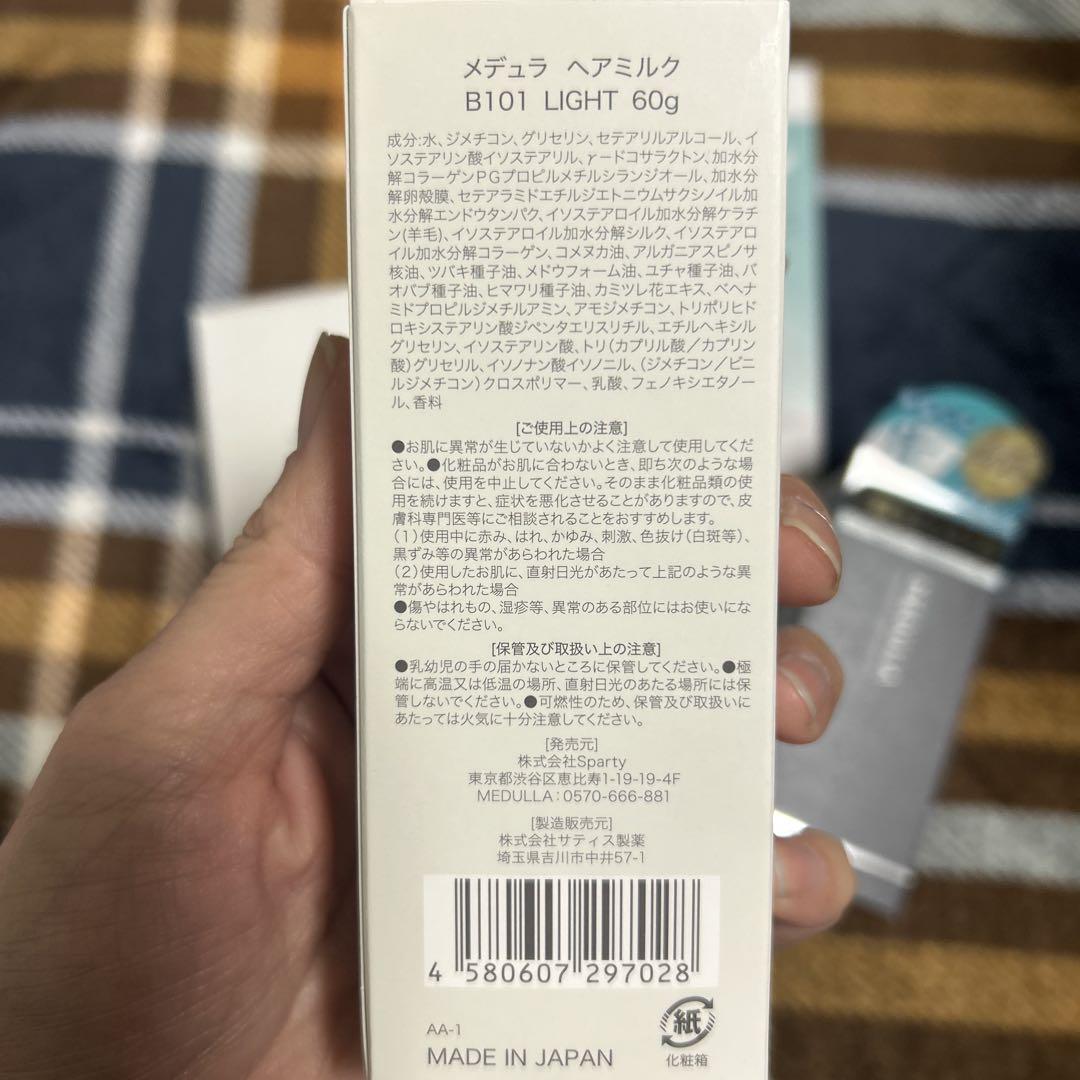 メデュラ ヘアミルク
B101 LIGHT 60g
成分:水、ジメチコン、グリセリン、セテアリルアルコール、イ
ソステアリン酸イソステアリル、γードコサラクトン、加水分
解コラーゲンPGプロピルメチルシランジオール、加水分
解卵殻膜、セテアラミドエチルジエトニウムサクシノイル加
水分解エンドウタンパク、イソステアロイル加水分解ケラチ
ン(羊毛)、イソステアロイル加水分解シルク、イソステアロ
イル加水分解コラーゲン、コメヌカ油、アルガニアスピノサ
核油、ツバキ種子油、メドウフォーム油、ユチャ種子油、バ
オバブ種子油、ヒマワリ種子油、カミツレ花エキス、ベヘナ
ミドプロピルジメチルアミン、アモジメチコン、トリポリヒド
ロキシステアリン酸ジペンタエリスリチル、エチルヘキシル
グリセリン、イソステアリン酸、トリ(カプリル酸/カプリン
酸)グリセリル、イソノナン酸イソノニル、(ジメチコン/ビニ
ルジメチコン)クロスポリマー、乳酸、フェノキシエタノー
ル、香料
[ご使用上の注意]
●お肌に異常が生じていないかよく注意して使用してくだ
さい。●化粧品がお肌に合わないとき、即ち次のような場
合には、使用を中止してください。そのまま化粧品類の使
用を続けますと、症状を悪化させることがありますので、皮
膚科専門医等にご相談されることをおすすめします。
(1)使用中に赤み、はれ、かゆみ、刺激、色抜け(白斑等)、
黒ずみ等の異常があらわれた場合
(2)使用したお肌に、直射日光があたって上記のような異
常があらわれた場合
●傷やはれもの、湿疹等、異常のある部位にはお使いにな
らないでください。
[保管及び取扱い上の注意]
●乳幼児の手の届かないところに保管してください。●極
端に高温又は低温の場所、直射日光のあたる場所には保
管しないでください。●可燃性のため、保管及び取扱いに
あたっては火気に十分注意してください。
[発売元]
株式会社Sparty
東京都渋谷区恵比寿1-19-19-4F
MEDULLA:0570-666-881
[製造販売元]
株式会社サティス製薬
埼玉県吉川市中井57-1
4 580607 297028
AA-1
MADE IN JAPAN
紙
化粧箱